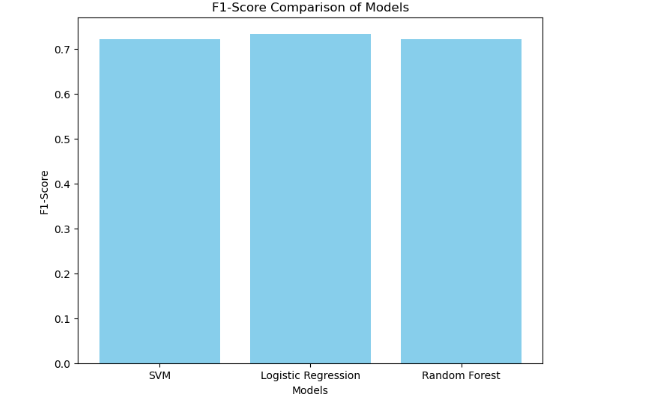 F1-Score Comparison of Models
F1-Score
0.7
0.6
0.5
0.4
0.3
0.2
0.1
0.0
SVM Logistic Regression Random Forest
Models